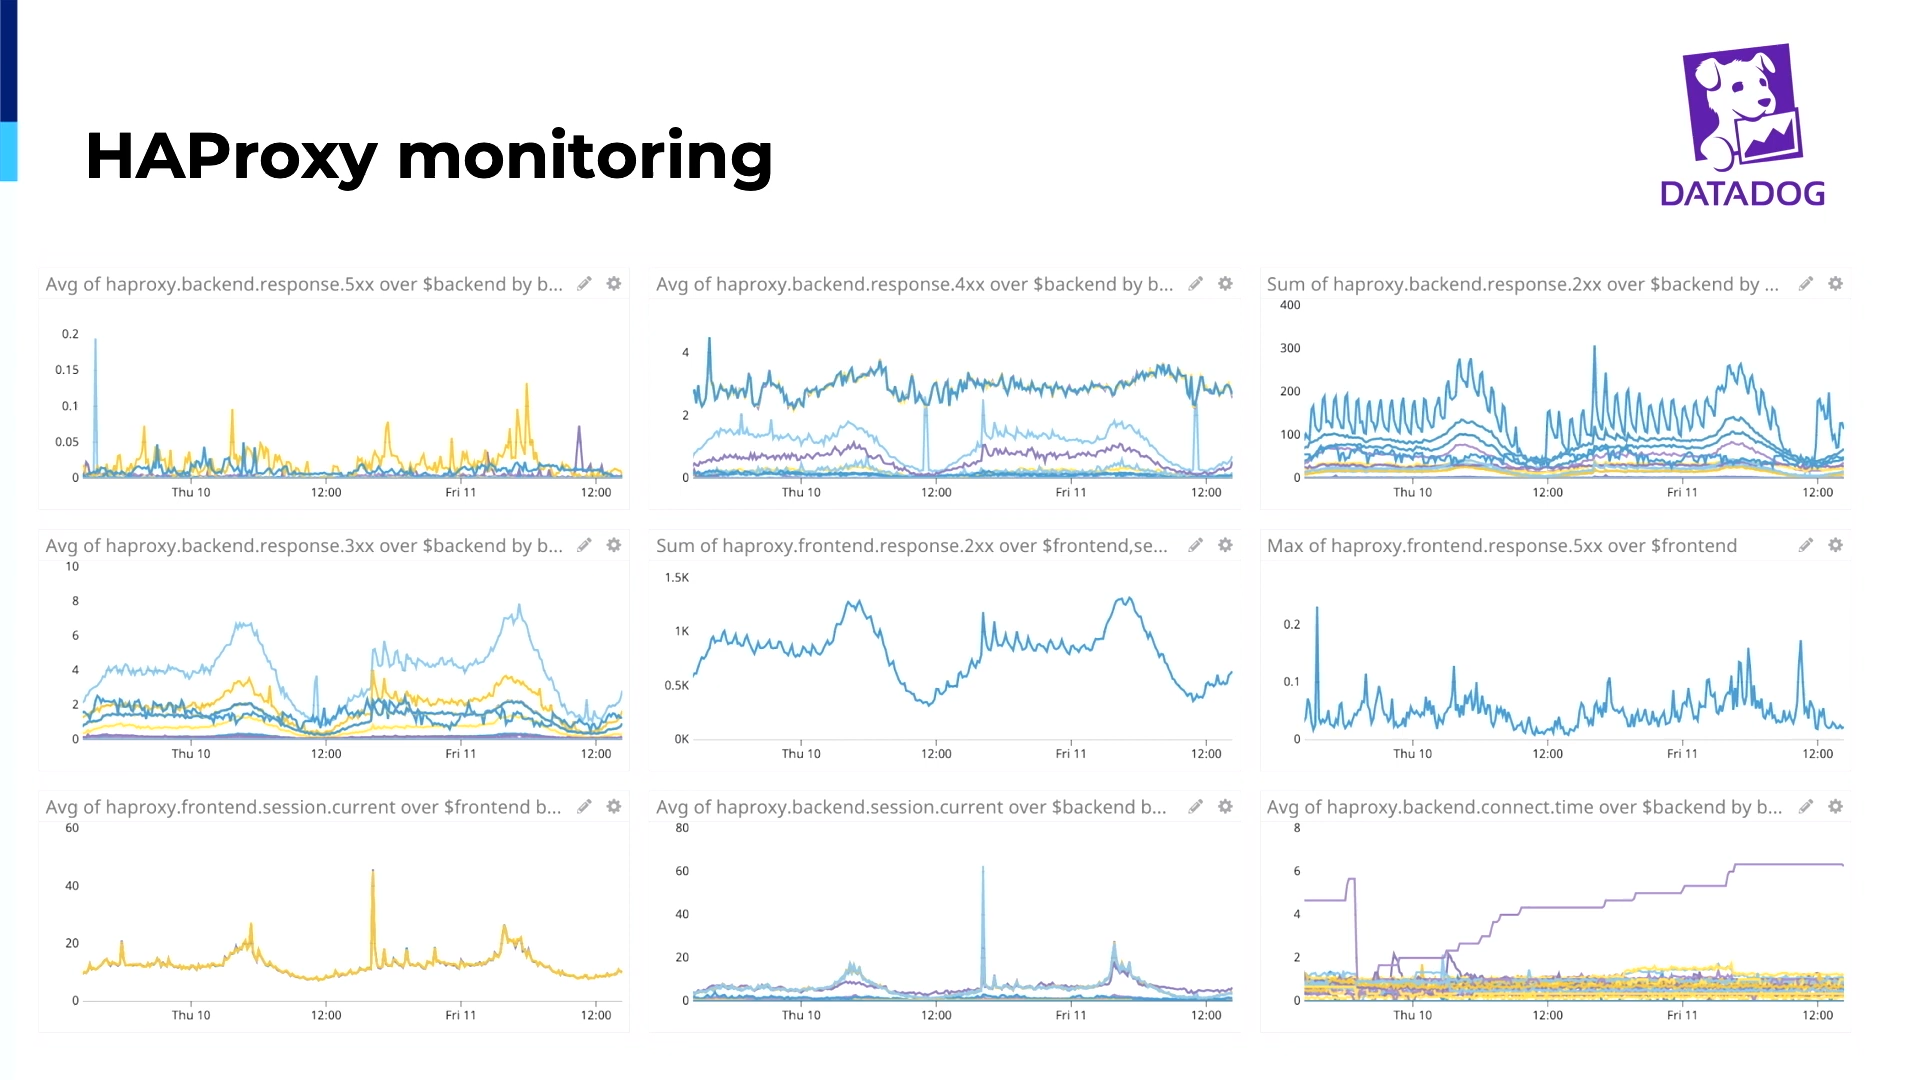 HAProxy monitoring
DATADOG
Avg of haproxy.backend.response.5xx over $backend by b...
0.2
0.15
0.1
0.05
0
Thu 10 12:00 Fri 11 12:00
Avg of haproxy.backend.response.4xx over $backend by b...
4
2
0
Thu 10 12:00 Fri 11 12:00
Sum of haproxy.backend.response.2xx over $backend by ...
400
300
200
100
0
Thu 10 12:00 Fri 11 12:00
Avg of haproxy.backend.response.3xx over $backend by b...
10
8
6
4
2
0
Thu 10 12:00 Fri 11 12:00
Sum of haproxy.frontend.response.2xx over $frontend,se...
1.5K
1K
0.5K
0K
Thu 10 12:00 Fri 11 12:00
Max of haproxy.frontend.response.5xx over $frontend
0.2
0.1
0
Thu 10 12:00 Fri 11 12:00
Avg of haproxy.frontend.session.current over $frontend b...
60
40
20
0
Thu 10 12:00 Fri 11 12:00
Avg of haproxy.backend.session.current over $backend b...
80
60
40
20
0
Thu 10 12:00 Fri 11 12:00
Avg of haproxy.backend.connect.time over $backend by b...
8
6
4
2
0
Thu 10 12:00 Fri 11 12:00